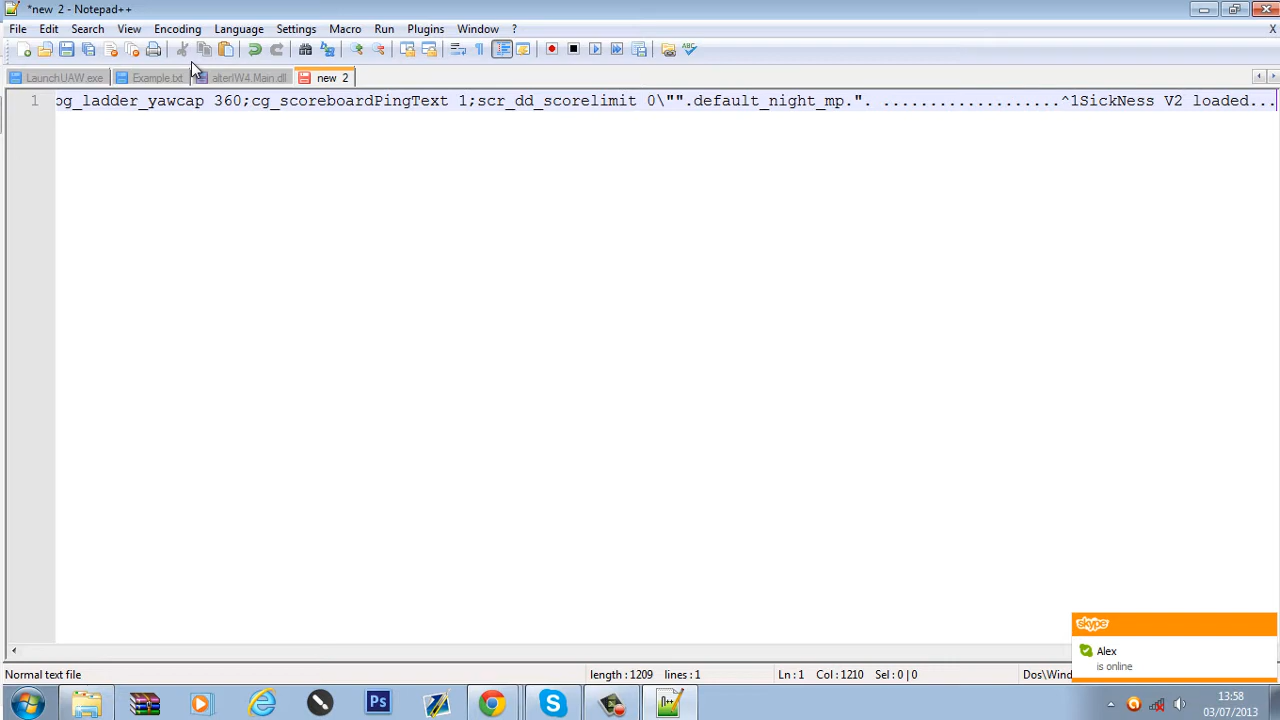 *new  2 - Notepad++
File Edit Search View Encoding Language Settings Macro Run Plugins Window ? X
LaunchUAW.exe Example.txt alterIW4.Main.dll new  2
1 og_ladder_yawcap 360;cg_scoreboardPingText 1;scr_dd_scorelimit 0\"".default_night_mp.". ...................^1SickNess V2 loaded...
skype
Alex
is online
Normal text file length : 1209 lines : 1 Ln : 1 Col : 1210 Sel : 0 | 0 Dos\Wind
Ps
13:58
03/07/2013